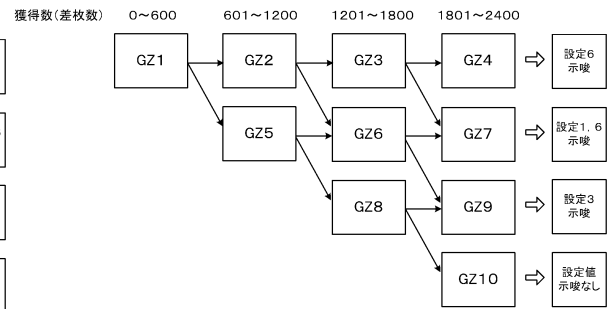 獲得数(差枚数) 0～600 601～1200 1201～1800 1801～2400
GZ1 GZ2 GZ3 GZ4 設定6
示唆
GZ5 GZ6 GZ7 設定1，6
示唆
GZ8 GZ9 設定3
示唆
GZ10 設定値
示唆なし